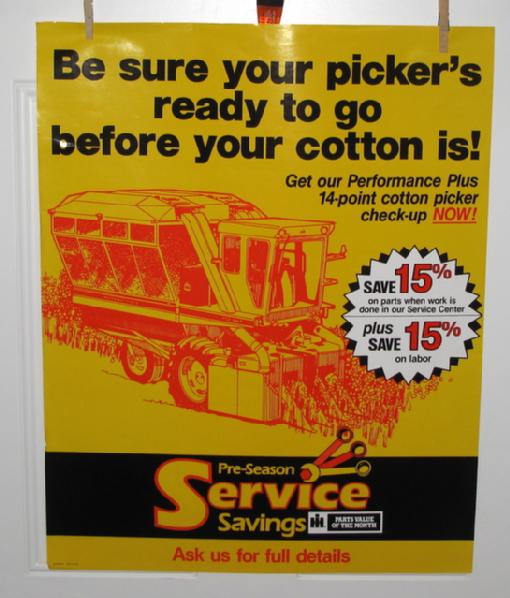 Be sure your picker's
ready to go
before your cotton is!
Get our Performance Plus
14-point cotton picker
check-up NOW!
SAVE 15%
on parts when work is
done in our Service Center
plus
SAVE 15%
on labor
Pre-Season
Service
Savings
PARTS VALUE
OF THE MONTH
Ask us for full details